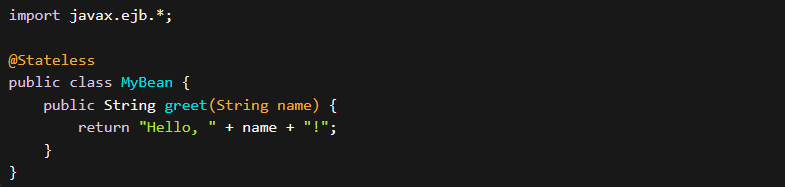 import javax.ejb.*;

@Stateless
public class MyBean {
    public String greet(String name) {
        return "Hello, " + name + "!";
    }
}